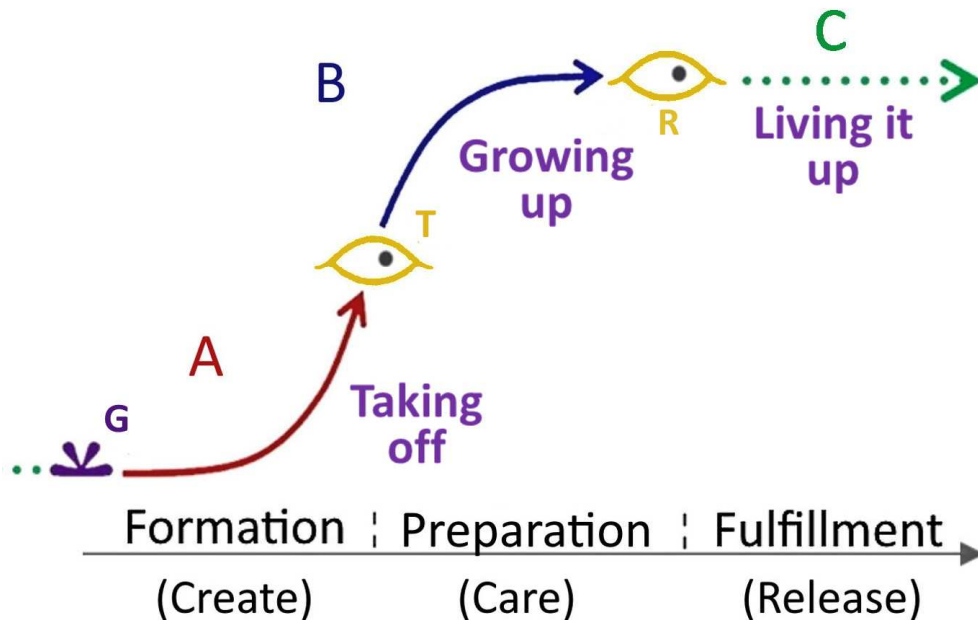 C
B
R
Living it
up
Growing
up
T
A
G
Taking
off
Formation
Preparation
Fulfillment
(Create)
(Care)
(Release)